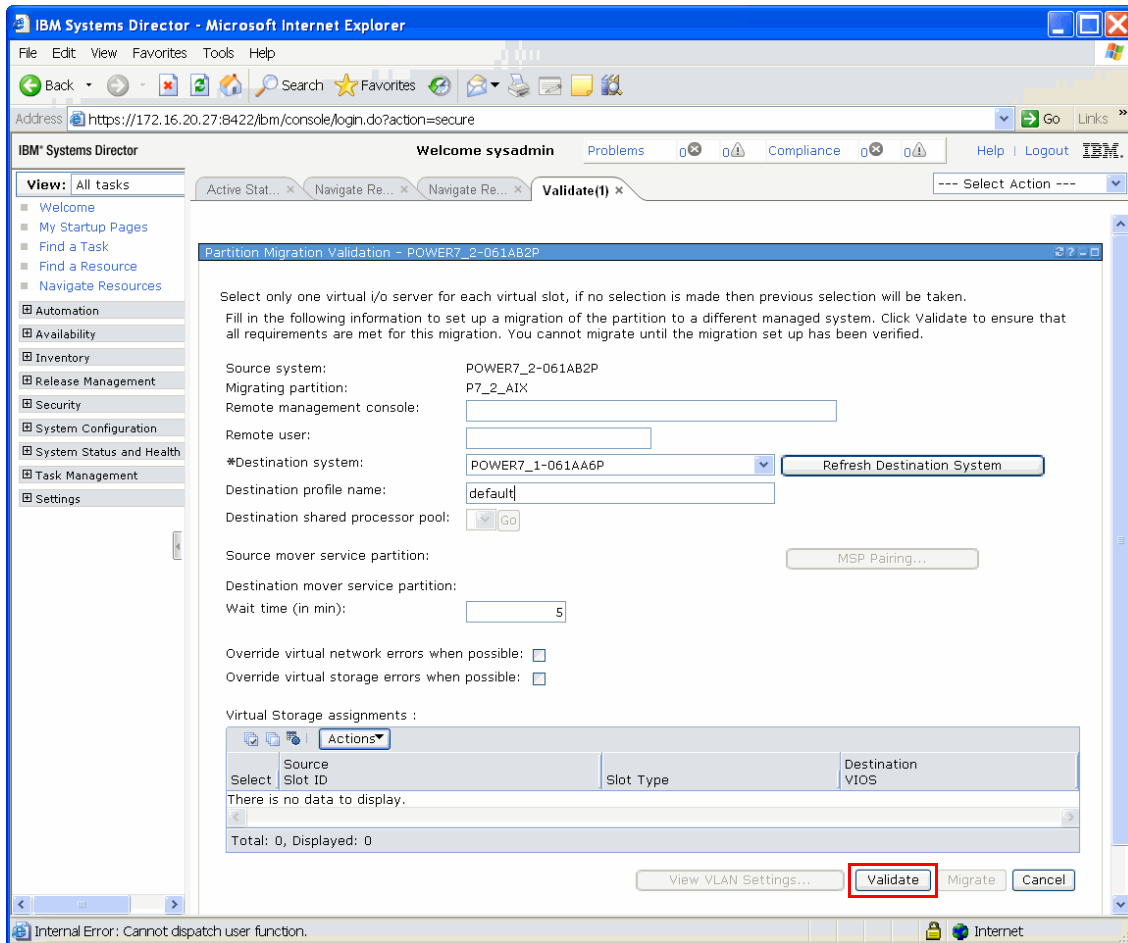 IBM Systems Director - Microsoft Internet Explorer
File Edit View Favorites Tools Help
Back Search Favorites
Address https://172.16.20.27:8422/ibm/console/login.do?action=secure Go Links »
IBM® Systems Director Welcome sysadmin Problems 0 0 Compliance 0 0 Help | Logout IBM.
View: All tasks
Active Stat... × Navigate Re... × Navigate Re... × Validate(1) × --- Select Action ---
Welcome
My Startup Pages
Find a Task
Find a Resource
Navigate Resources
Automation
Availability
Inventory
Release Management
Security
System Configuration
System Status and Health
Task Management
Settings
Partition Migration Validation - POWER7_2-061AB2P
Select only one virtual i/o server for each virtual slot, if no selection is made then previous selection will be taken.
Fill in the following information to set up a migration of the partition to a different managed system. Click Validate to ensure that
all requirements are met for this migration. You cannot migrate until the migration set up has been verified.
Source system: POWER7_2-061AB2P
Migrating partition: P7_2_AIX
Remote management console:
Remote user:
*Destination system: POWER7_1-061AA6P Refresh Destination System
Destination profile name: default
Destination shared processor pool: Go
Source mover service partition: MSP Pairing...
Destination mover service partition:
Wait time (in min): 5
Override virtual network errors when possible:
Override virtual storage errors when possible:
Virtual Storage assignments :
Actions
Source Destination
Select Slot ID Slot Type VIOS
There is no data to display.
Total: 0, Displayed: 0
View VLAN Settings... Validate Migrate Cancel
Internal Error: Cannot dispatch user function. Internet